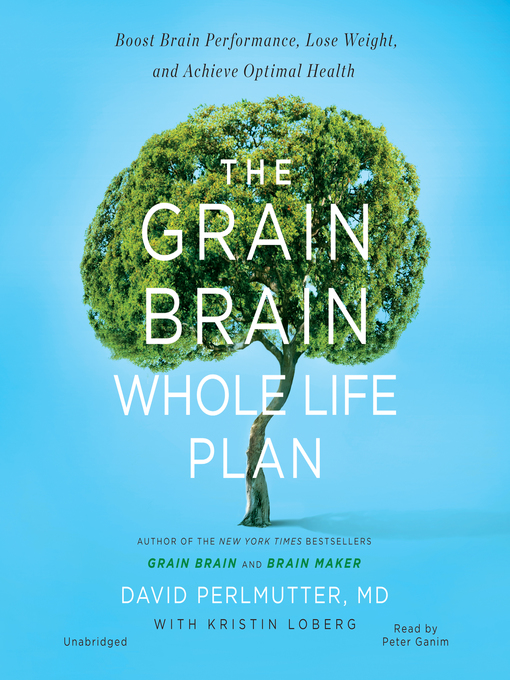 Boost Brain Performance, Lose Weight,
and Achieve Optimal Health
THE
GRAIN
BRAIN
WHOLE LIFE
PLAN
AUTHOR OF THE NEW YORK TIMES BESTSELLERS
GRAIN BRAIN AND BRAIN MAKER
DAVID PERLMUTTER, MD
WITH KRISTIN LOBERG
Unabridged
Read by
Peter Ganim